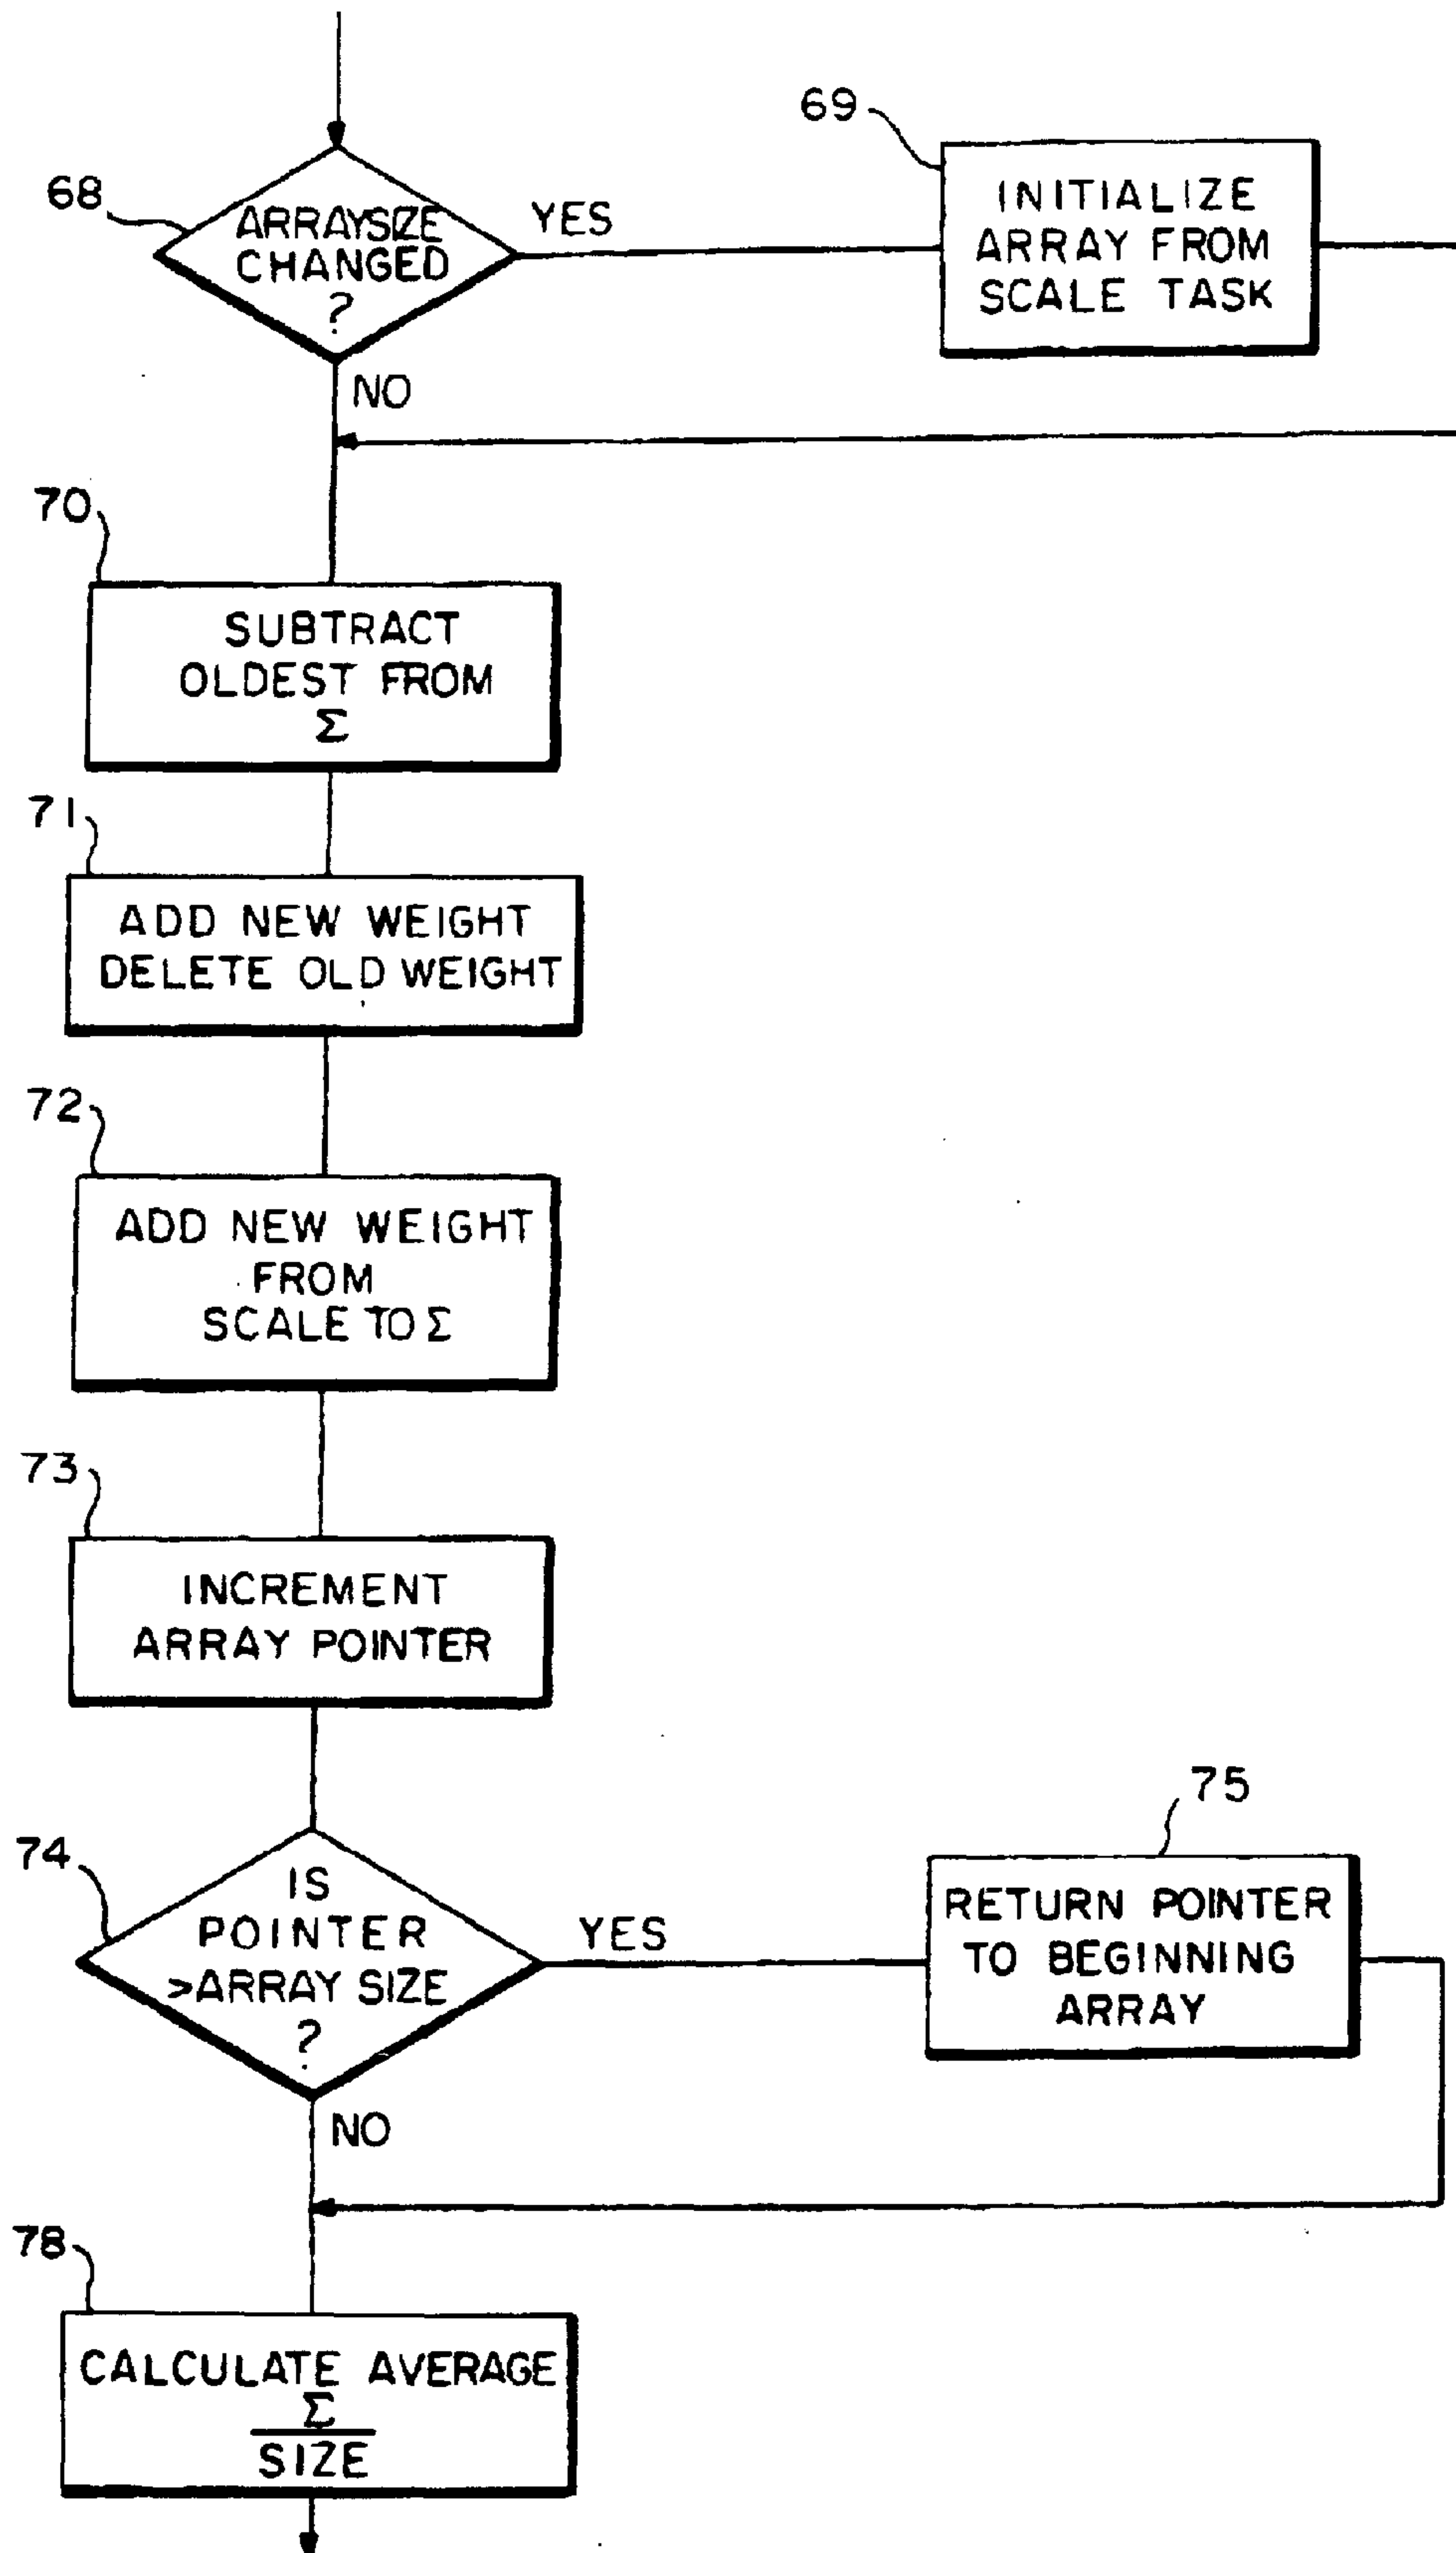 69
INITIALIZE
ARRAY FROM
SCALE TASK
68
ARRAYSIZE
CHANGED
?
YES
NO
70
SUBTRACT
OLDEST FROM
Σ
71
ADD NEW WEIGHT
DELETE OLD WEIGHT
72
ADD NEW WEIGHT
FROM
SCALE TO Σ
73
INCREMENT
ARRAY POINTER
74
IS
POINTER
>ARRAY SIZE
?
YES
NO
75
RETURN POINTER
TO BEGINNING
ARRAY
78
CALCULATE AVERAGE
Σ
SIZE